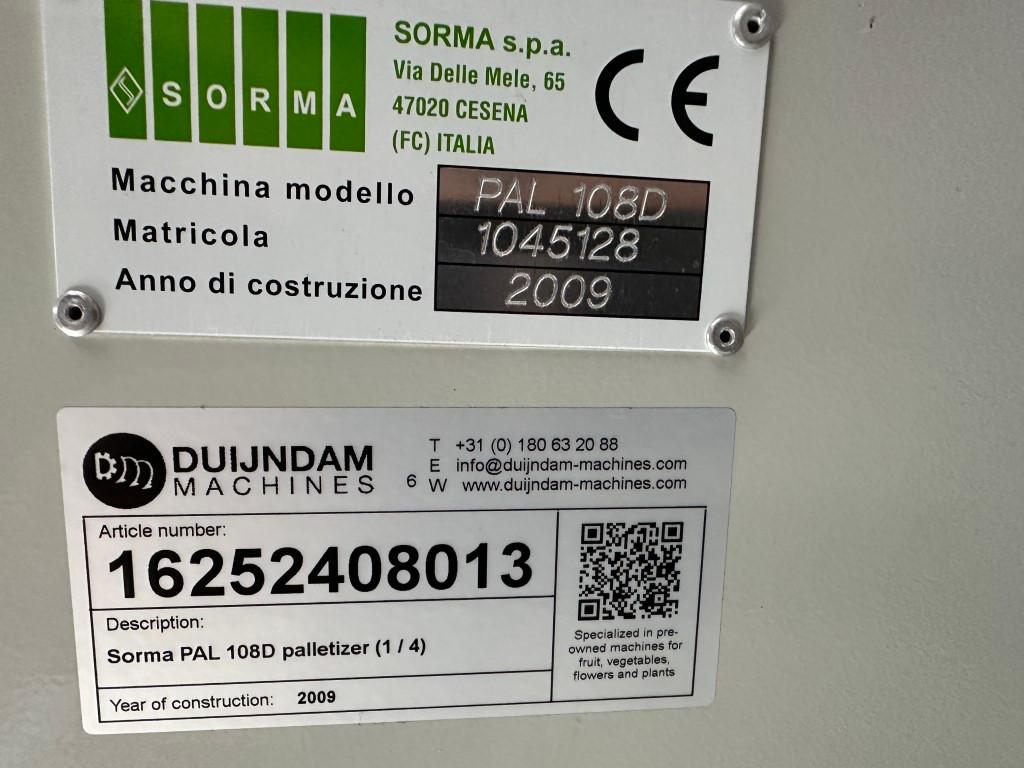 SORMA
SORMA s.p.a.
Via Delle Mele, 65
47020 CESENA
(FC) ITALIA
CE
Macchina modello PAL 108D
Matricola 1045128
Anno di costruzione 2009
DUIJNDAM
MACHINES
6
T +31 (0) 180 63 20 88
E info@duijndam-machines.com
W www.duijndam-machines.com
Article number:
16252408013
Description:
Sorma PAL 108D palletizer (1 / 4)
Year of construction: 2009
Specialized in pre-
owned machines for
fruit, vegetables,
flowers and plants